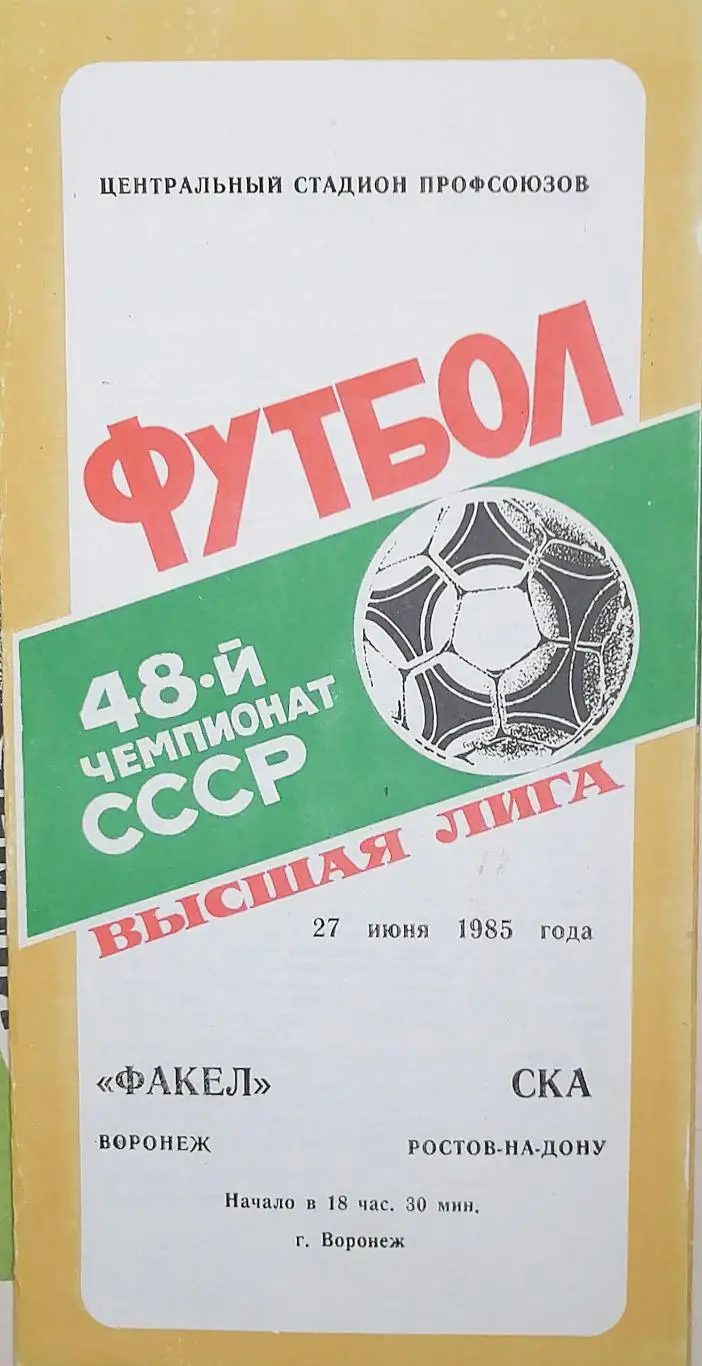 ЦЕНТРАЛЬНЫЙ СТАДИОН ПРОФСОЮЗОВ
ФУТБОЛ
48-Й
ЧЕМПИОНАТ
СССР
ВЫСШАЯ ЛИГА
27 июня 1985 года
«ФАКЕЛ» СКА
ВОРОНЕЖ РОСТОВ-НА-ДОНУ
Начало в 18 час. 30 мин.
г. Воронеж